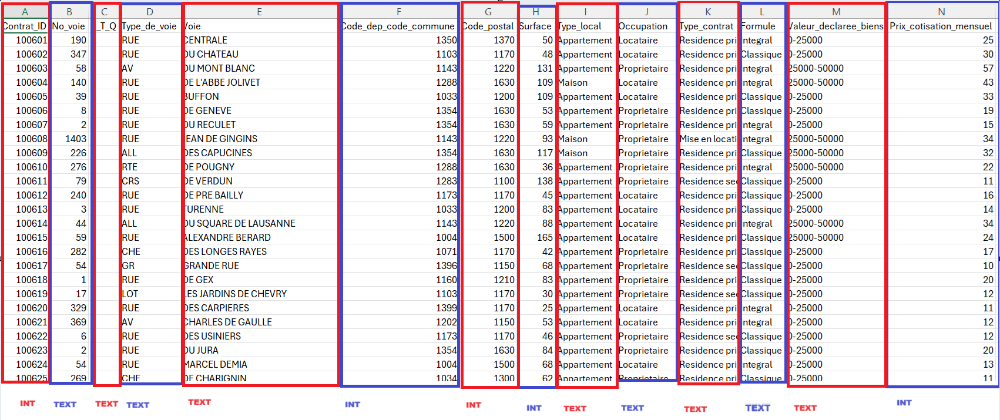 A B C D E F G H I J K L M N
Contrat_ID No_voie _T_Q Type_de_voie Voie Code_dep_code_commune Code_postal Surface Type_local Occupation Type_contrat Formule Valeur_declaree_biens Prix_cotisation_mensuel
100601 190 RUE CENTRALE 1350 1370 50 Appartement Locataire Residence pri Integral 0-25000 25
100602 347 RUE DU CHATEAU 1103 1170 48 Appartement Locataire Residence pri Classique 0-25000 30
100603 58 AV DU MONT BLANC 1143 1220 131 Appartement Proprietaire Residence pri Integral 25000-50000 57
100604 140 RUE DE L'ABBE JOLIVET 1288 1630 109 Maison Locataire Residence pri Integral 25000-50000 43
100605 39 RUE BUFFON 1033 1200 109 Appartement Locataire Residence pri Classique 0-25000 33
100606 8 RUE DE GENEVE 1354 1630 53 Appartement Proprietaire Residence pri Classique 0-25000 19
100607 2 RUE DU RECULET 1354 1630 59 Appartement Proprietaire Residence pri Integral 0-25000 15
100608 1403 RUE JEAN DE GINGINS 1143 1220 93 Maison Proprietaire Mise en locati Integral 25000-50000 34
100609 226 ALL DES CAPUCINES 1354 1630 117 Maison Proprietaire Residence pri Classique 25000-50000 32
100610 276 RTE DE POUGNY 1288 1630 36 Appartement Proprietaire Residence pri Integral 25000-50000 22
100611 79 CRS DE VERDUN 1283 1100 138 Appartement Proprietaire Residence sec Classique 0-25000 11
100612 240 RUE DE PRE BAILLY 1173 1170 45 Appartement Locataire Residence pri Classique 0-25000 16
100613 3 RUE TURENNE 1033 1200 83 Appartement Locataire Residence pri Classique 0-25000 14
100614 44 ALL DU SQUARE DE LAUSANNE 1143 1220 88 Appartement Locataire Residence pri Integral 25000-50000 34
100615 59 RUE ALEXANDRE BERARD 1004 1500 165 Appartement Locataire Residence pri Classique 25000-50000 24
100616 282 CHE DES LONGES RAYES 1071 1170 42 Appartement Proprietaire Residence pri Classique 0-25000 17
100617 54 GR GRANDE RUE 1396 1150 68 Appartement Proprietaire Residence sec Classique 0-25000 10
100618 1 RUE DE GEX 1160 1210 83 Appartement Proprietaire Residence pri Classique 0-25000 20
100619 17 LOT LES JARDINS DE CHEVRY 1103 1170 30 Appartement Proprietaire Residence sec Classique 0-25000 12
100620 329 RUE DES CARPIERES 1399 1170 25 Appartement Locataire Residence pri Integral 0-25000 11
100621 369 AV CHARLES DE GAULLE 1202 1150 53 Appartement Locataire Residence pri Integral 0-25000 12
100622 6 RUE DES USINIERS 1173 1170 46 Appartement Proprietaire Residence sec Classique 0-25000 12
100623 2 RUE DU JURA 1354 1630 84 Appartement Proprietaire Residence pri Classique 0-25000 20
100624 54 RUE MARCEL DEMIA 1004 1500 68 Appartement Locataire Residence pri Integral 0-25000 13
100625 269 CHE DE CHARIGNIN 1034 1300 62 Appartement Proprietaire Residence pri Classique 0-25000 11
INT TEXT TEXT TEXT TEXT INT INT INT TEXT TEXT TEXT TEXT TEXT INT